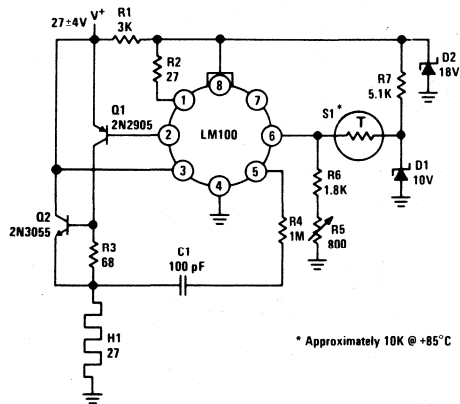 27±4V V+ R1
3K
R2
27
D2
18V
R7
5.1K
S1*
T
Q1
2N2905
1
8
7
2
LM100
6
3
4
5
D1
10V
R6
1.8K
Q2
2N3055
R3
68
C1
100 pF
R4
1M
R5
800
H1
27
* Approximately 10K @ +85°C